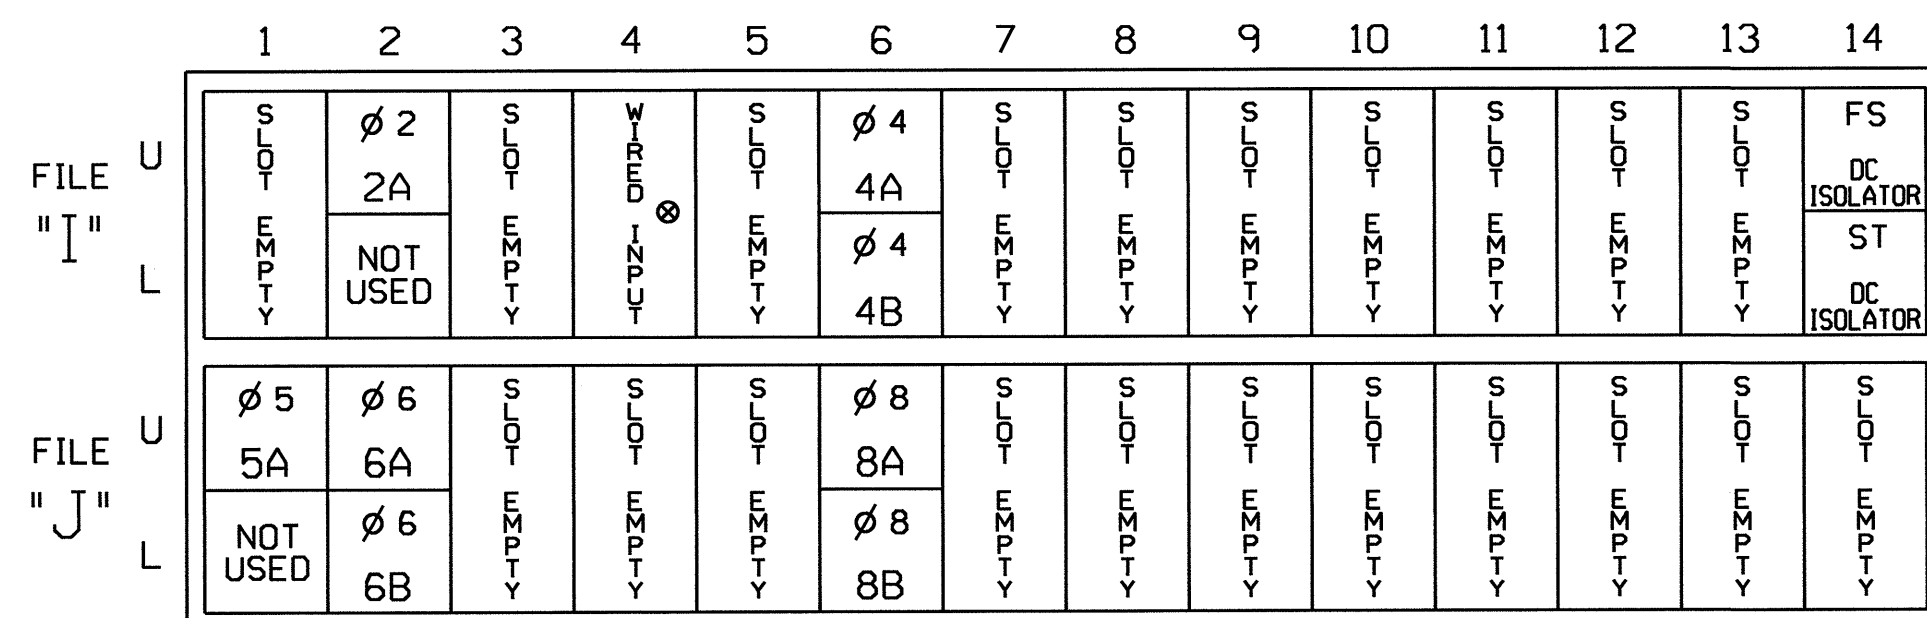 1 2 3 4 5 6 7 8 9 10 11 12 13 14
FILE "I"
U
L
SLOT EMPTY
Ø 2
2A
NOT USED
SLOT EMPTY
WIRED INPUT
SLOT EMPTY
Ø 4
4A
Ø 4
4B
SLOT EMPTY
SLOT EMPTY
SLOT EMPTY
SLOT EMPTY
SLOT EMPTY
SLOT EMPTY
SLOT EMPTY
FS
DC
ISOLATOR
ST
DC
ISOLATOR
FILE "J"
U
L
Ø 5
5A
NOT USED
Ø 6
6A
Ø 6
6B
SLOT EMPTY
SLOT EMPTY
SLOT EMPTY
Ø 8
8A
Ø 8
8B
SLOT EMPTY
SLOT EMPTY
SLOT EMPTY
SLOT EMPTY
SLOT EMPTY
SLOT EMPTY
SLOT EMPTY
SLOT EMPTY